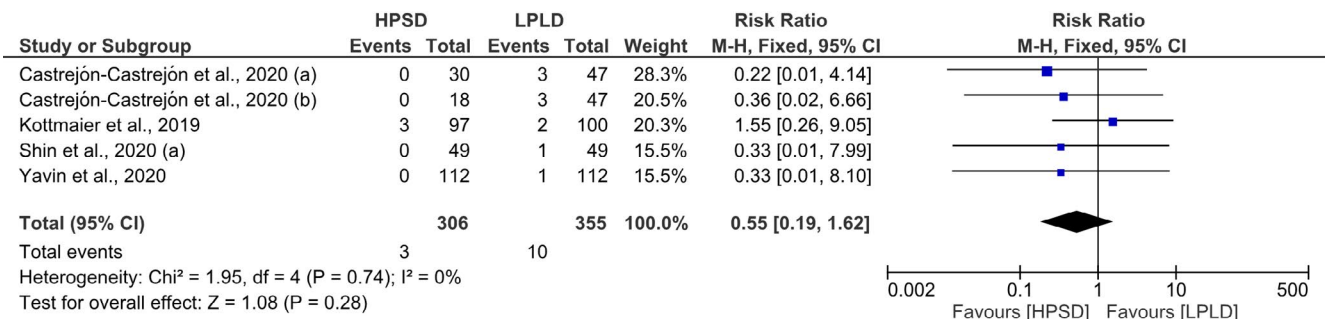 HPSD LPLD Risk Ratio Risk Ratio
Study or Subgroup Events Total Events Total Weight M-H, Fixed, 95% CI M-H, Fixed, 95% CI
Castrejón-Castrejón et al., 2020 (a) 0 30 3 47 28.3% 0.22 [0.01, 4.14]
Castrejón-Castrejón et al., 2020 (b) 0 18 3 47 20.5% 0.36 [0.02, 6.66]
Kottmaier et al., 2019 3 97 2 100 20.3% 1.55 [0.26, 9.05]
Shin et al., 2020 (a) 0 49 1 49 15.5% 0.33 [0.01, 7.99]
Yavin et al., 2020 0 112 1 112 15.5% 0.33 [0.01, 8.10]
Total (95% CI) 306 355 100.0% 0.55 [0.19, 1.62]
Total events 3 10
Heterogeneity: Chi² = 1.95, df = 4 (P = 0.74); I² = 0%
Test for overall effect: Z = 1.08 (P = 0.28)
0.002 0.1 1 10 500
Favours [HPSD] Favours [LPLD]